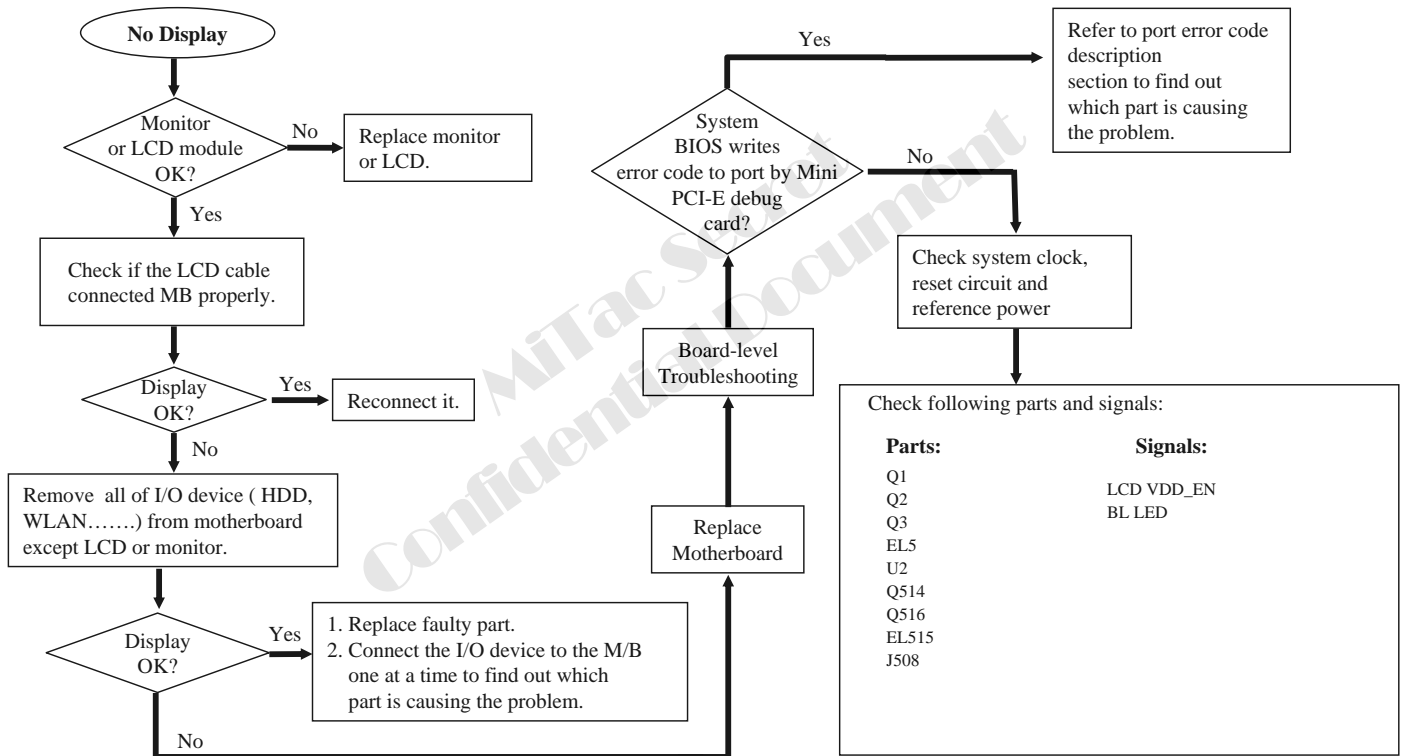 No Display
Monitor
or LCD module
OK?
No
Replace monitor
or LCD.
Yes
Check if the LCD cable
connected MB properly.
Display
OK?
Yes
Reconnect it.
No
Remove all of I/O device ( HDD,
WLAN…….) from motherboard
except LCD or monitor.
Display
OK?
Yes
1. Replace faulty part.
2. Connect the I/O device to the M/B
one at a time to find out which
part is causing the problem.
No
Replace
Motherboard
Board-level
Troubleshooting
System
BIOS writes
error code to port by Mini
PCI-E debug
card?
Yes
Refer to port error code
description
section to find out
which part is causing
the problem.
No
Check system clock,
reset circuit and
reference power
Check following parts and signals:
Parts:
Q1
Q2
Q3
EL5
U2
Q514
Q516
EL515
J508
Signals:
LCD VDD_EN
BL LED
MiTac Secret
Confidential Document